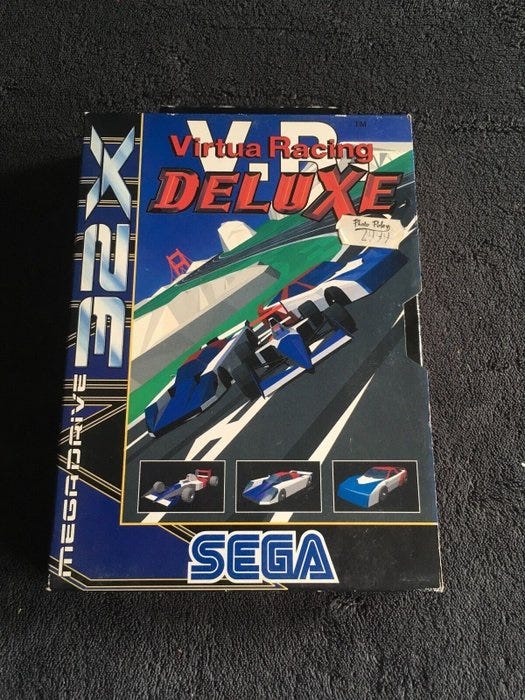 V.R.
TM
Virtua Racing
DELUXE
MEGADRIVE 32X
SEGA